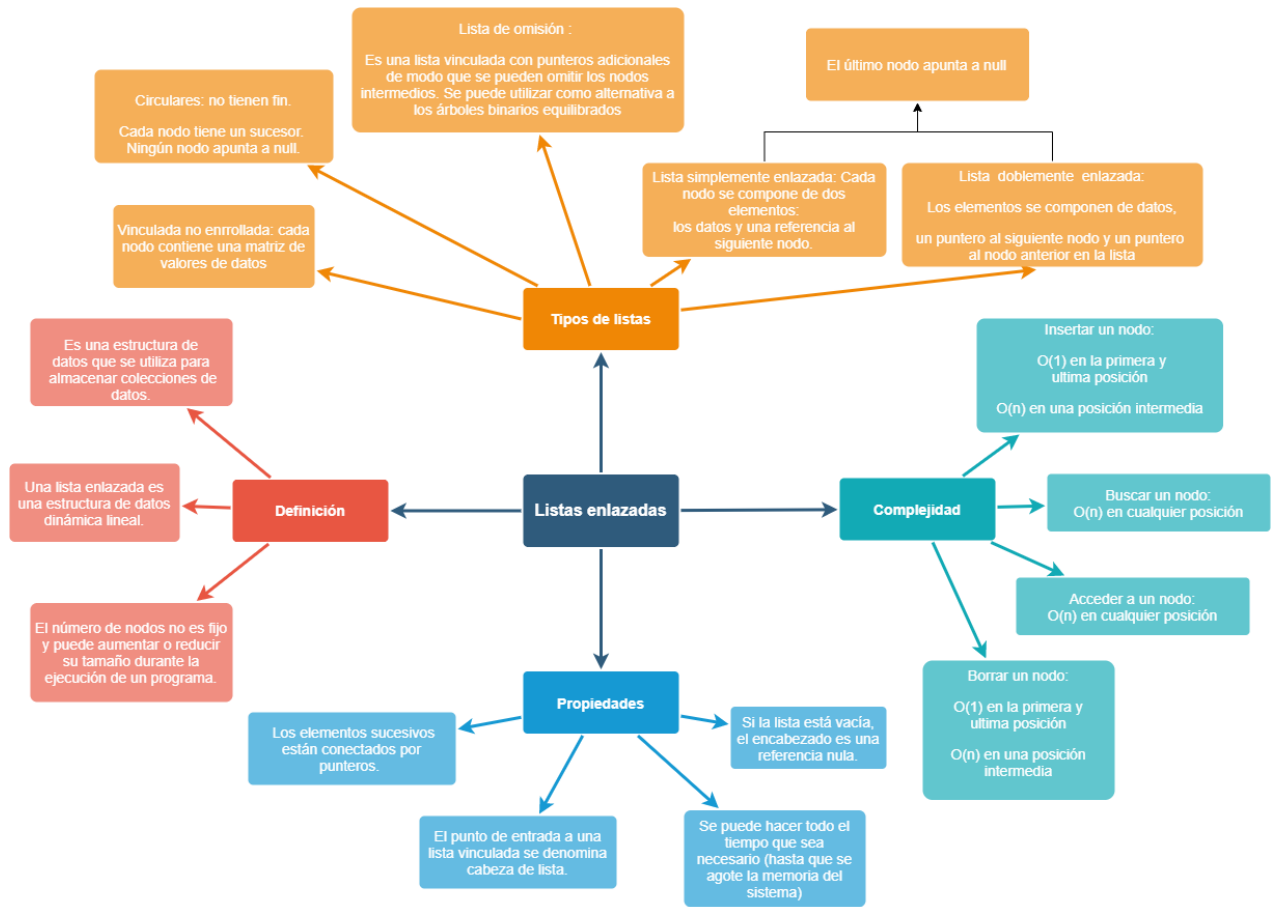 Lista de omisión :
Es una lista vinculada con punteros adicionales
de modo que se pueden omitir los nodos
intermedios. Se puede utilizar como alternativa a
los árboles binarios equilibrados
El último nodo apunta a null
Circulares: no tienen fin.
Cada nodo tiene un sucesor.
Ningún nodo apunta a null.
Lista simplemente enlazada: Cada
nodo se compone de dos
elementos:
los datos y una referencia al
siguiente nodo.
Lista doblemente enlazada:
Los elementos se componen de datos,
un puntero al siguiente nodo y un puntero
al nodo anterior en la lista
Vinculada no enrrollada: cada
nodo contiene una matriz de
valores de datos
Tipos de listas
Es una estructura de
datos que se utiliza para
almacenar colecciones de
datos.
Una lista enlazada es
una estructura de datos
dinámica lineal.
Definición
El número de nodos no es fijo
y puede aumentar o reducir
su tamaño durante la
ejecución de un programa.
Listas enlazadas
Complejidad
Insertar un nodo:
O(1) en la primera y
ultima posición
O(n) en una posición intermedia
Buscar un nodo:
O(n) en cualquier posición
Acceder a un nodo:
O(n) en cualquier posición
Borrar un nodo:
O(1) en la primera y
ultima posición
O(n) en una posición
intermedia
Propiedades
Los elementos sucesivos
están conectados por
punteros.
El punto de entrada a una
lista vinculada se denomina
cabeza de lista.
Se puede hacer todo el
tiempo que sea
necesario (hasta que se
agote la memoria del
sistema)
Si la lista está vacía,
el encabezado es una
referencia nula.